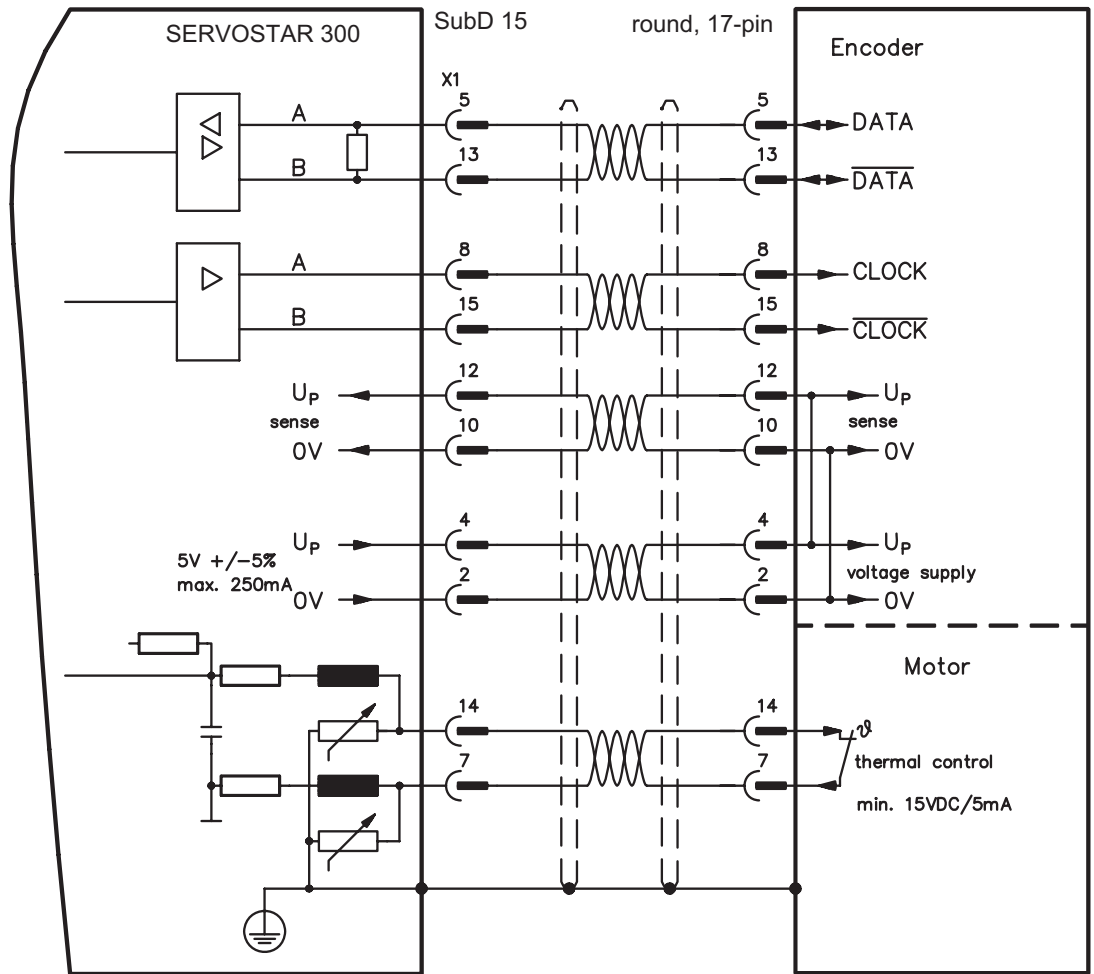 SERVOSTAR 300
SubD 15
round, 17-pin
Encoder
X1
A
5
5
DATA
B
13
13
DATA
A
8
8
CLOCK
B
15
15
CLOCK
UP
12
12
UP
sense
sense
0V
10
10
0V
UP
4
4
UP
5V +/-5%
max. 250mA
voltage supply
0V
2
2
0V
Motor
14
14
ϑ
7
7
thermal control
min. 15VDC/5mA